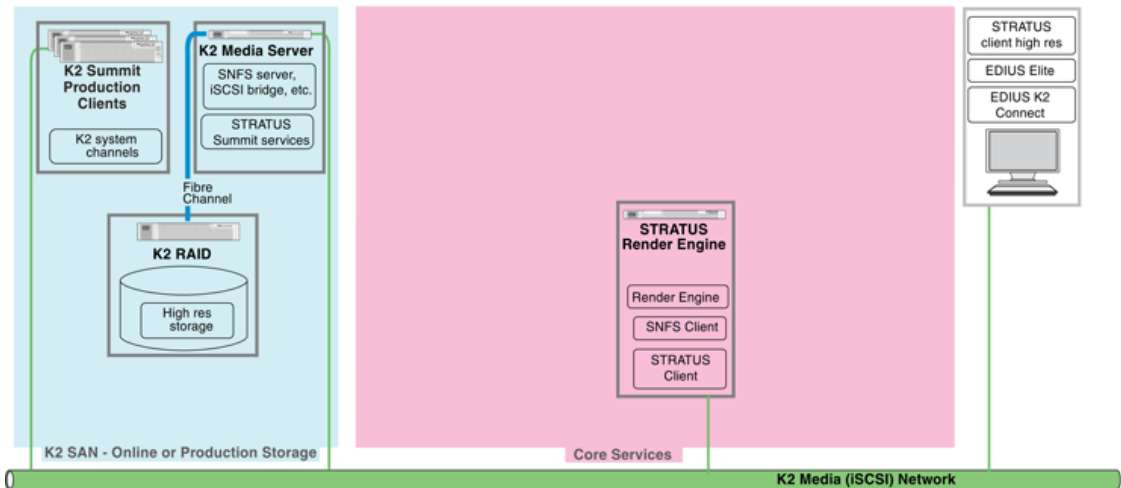 K2 Summit
Production
Clients
K2 system
channels
K2 Media Server
SNFS server,
iSCSI bridge, etc.
STRATUS
Summit services
Fibre
Channel
K2 RAID
High res
storage
K2 SAN - Online or Production Storage
STRATUS
Render Engine
Render Engine
SNFS Client
STRATUS
Client
Core Services
STRATUS
client high res
EDIUS Elite
EDIUS K2
Connect
K2 Media (iSCSI) Network